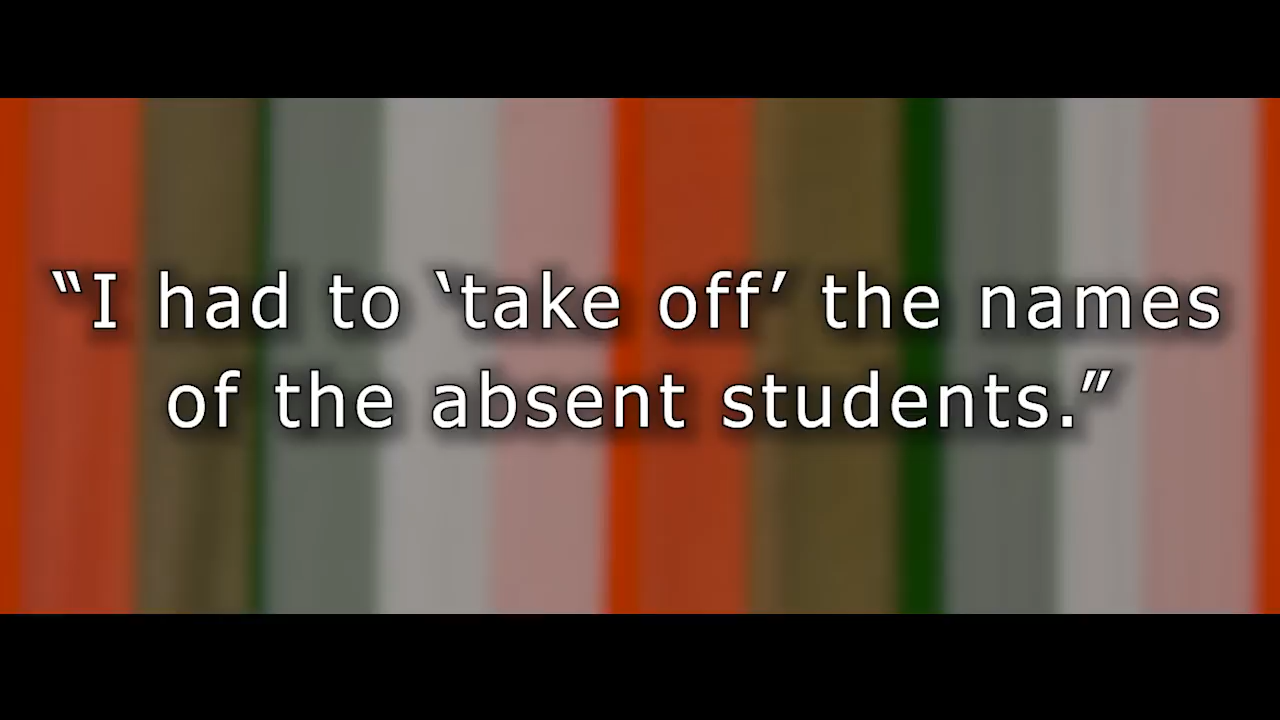 “I had to ‘take off’ the names
of the absent students.”